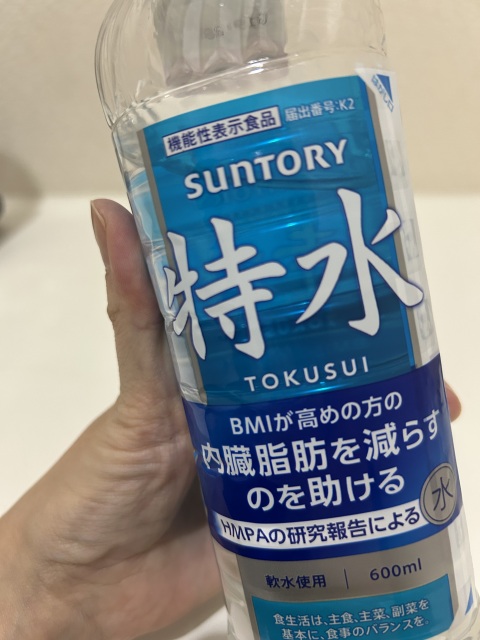 機能性表示食品 届出番号:K2
SUNTORY
特水
TOKUSUI
BMIが高めの方の
内臓脂肪を減らす
のを助ける
HMPAの研究報告による
水
軟水使用 | 600ml
食生活は、主食、主菜、副菜を
基本に、食事のバランスを。